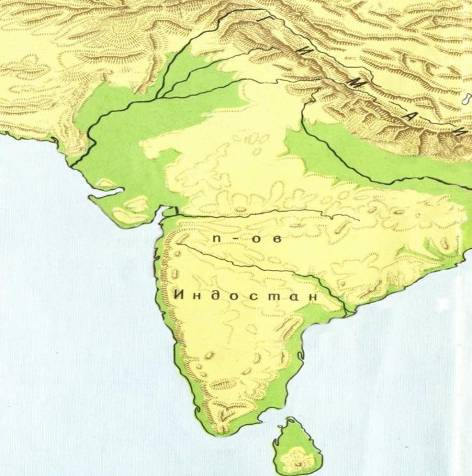 Г И М А
п-ов
Индостан